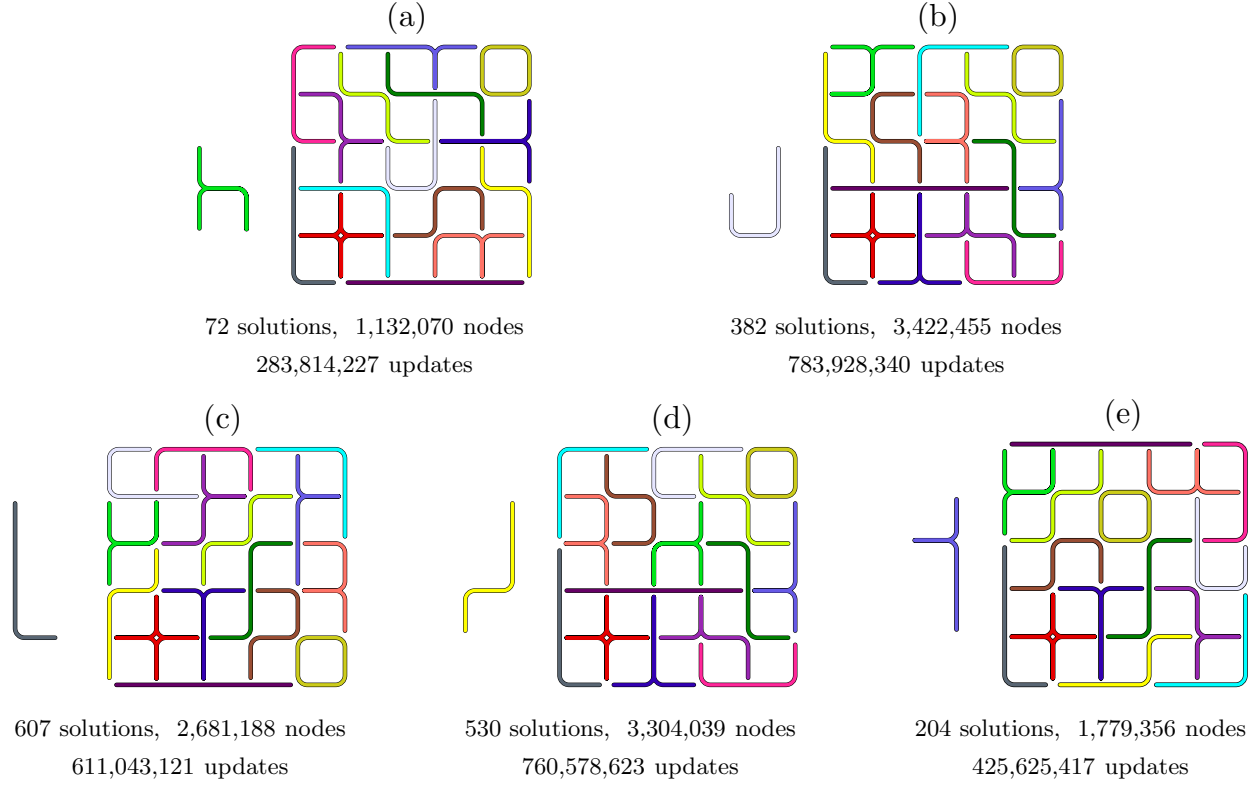 (a)
72 solutions, 1,132,070 nodes
283,814,227 updates
(b)
382 solutions, 3,422,455 nodes
783,928,340 updates
(c)
607 solutions, 2,681,188 nodes
611,043,121 updates
(d)
530 solutions, 3,304,039 nodes
760,578,623 updates
(e)
204 solutions, 1,779,356 nodes
425,625,417 updates